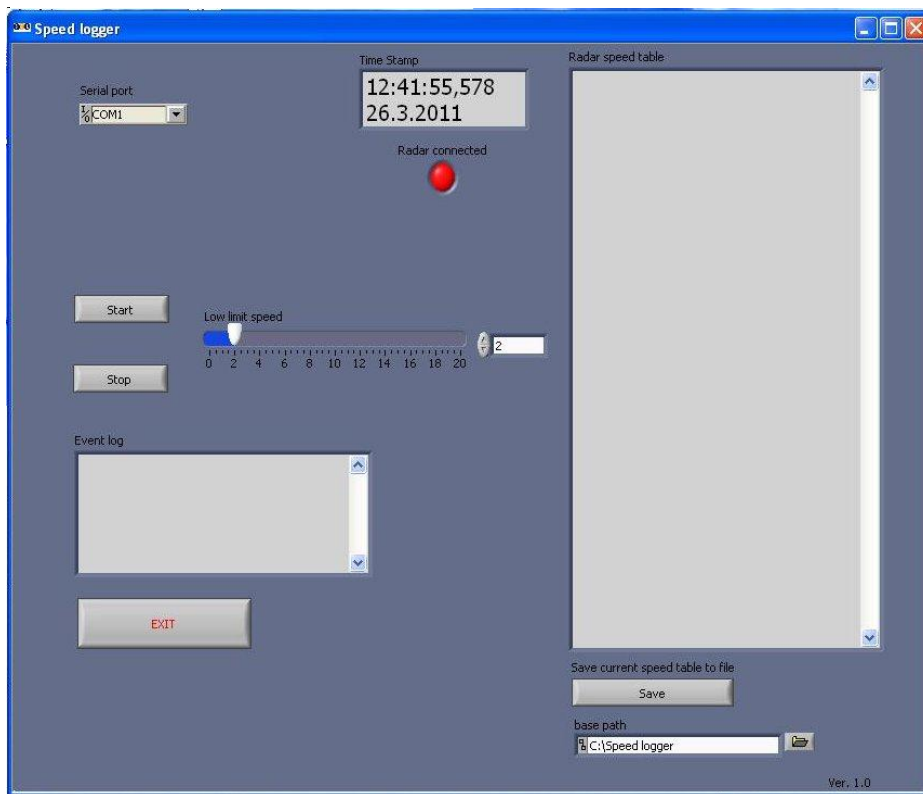 Speed logger
Serial port
COM1
Time Stamp
12:41:55,578
26.3.2011
Radar connected
Radar speed table
Start
Stop
Low limit speed
0 2 4 6 8 10 12 14 16 18 20
2
Event log
EXIT
Save current speed table to file
Save
base path
C:\Speed logger
Ver. 1.0